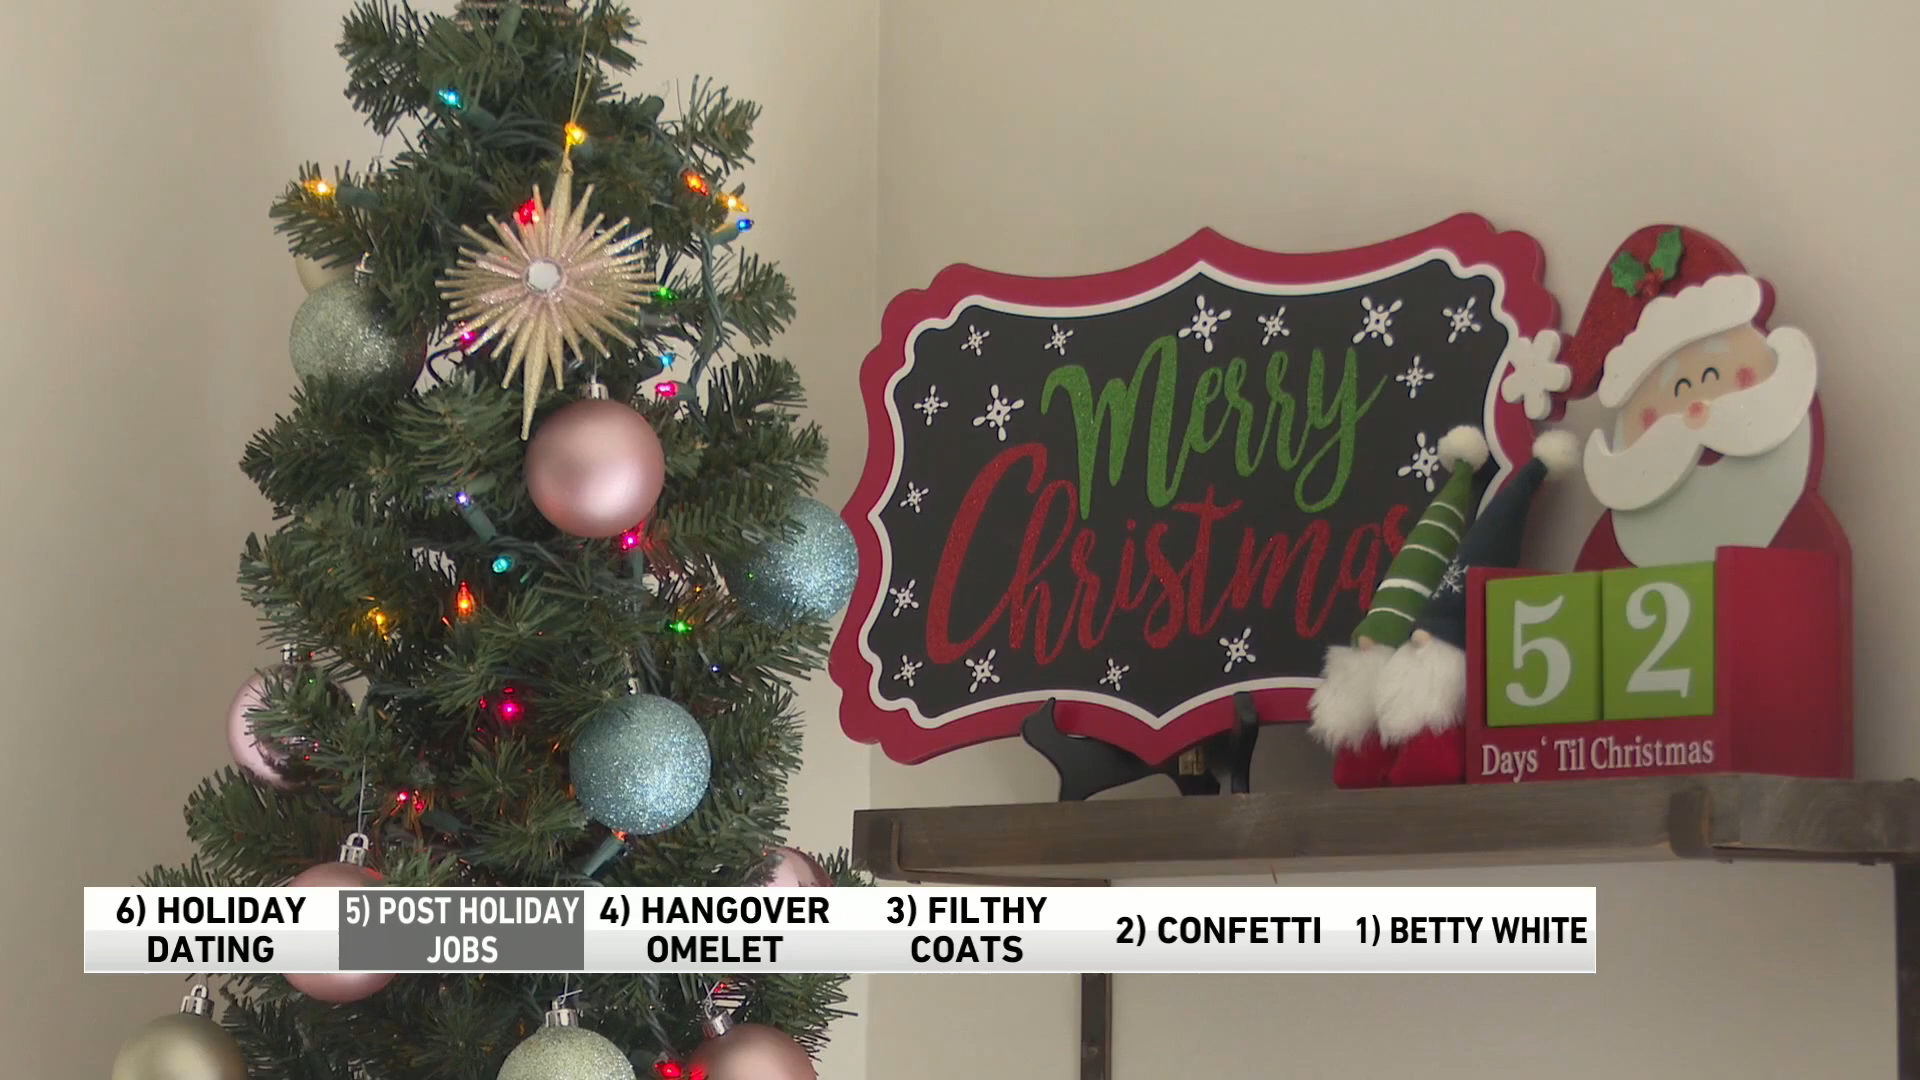 Merry
Christmas
52
Days 'Til Christmas
6) HOLIDAY
DATING
5) POST HOLIDAY
JOBS
4) HANGOVER
OMELET
3) FILTHY
COATS
2) CONFETTI
1) BETTY WHITE